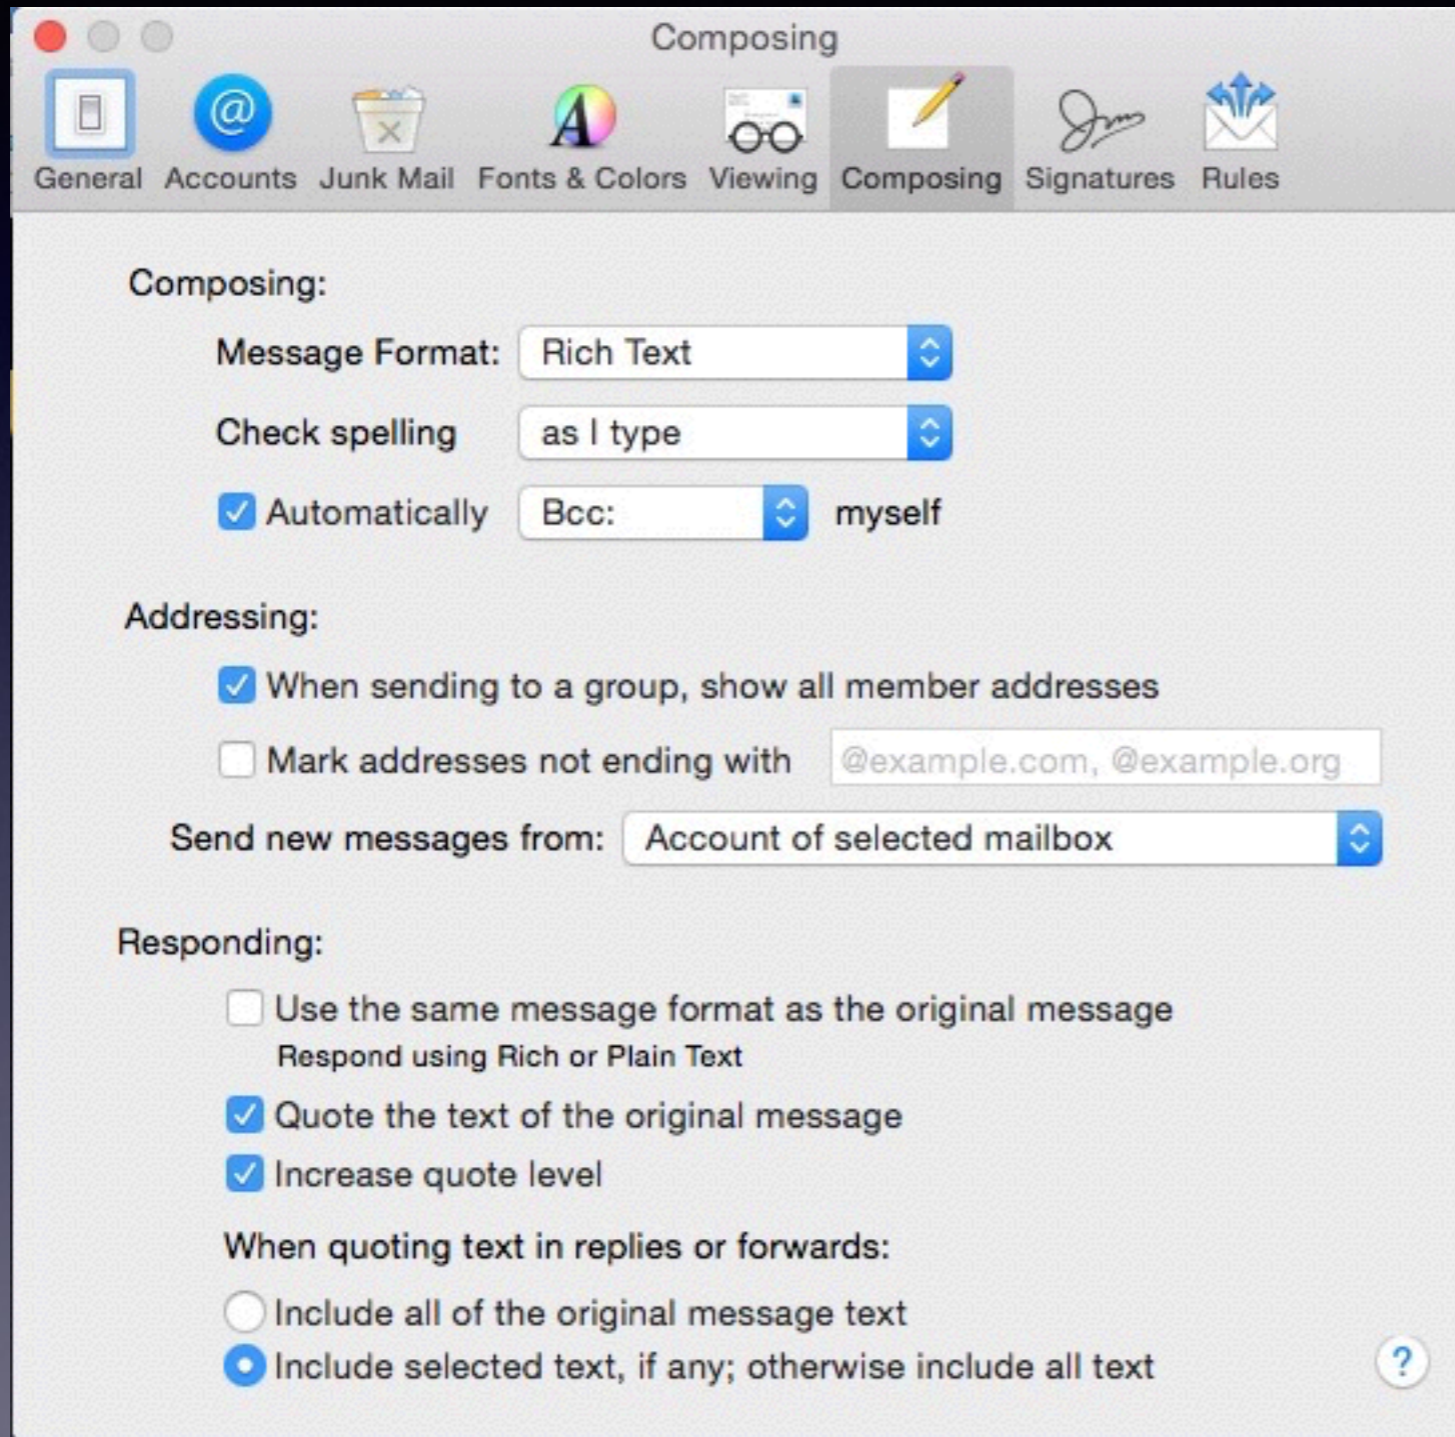 Composing
General Accounts Junk Mail Fonts & Colors Viewing Composing Signatures Rules
Composing:
Message Format: Rich Text
Check spelling as I type
Automatically Bcc: myself
Addressing:
When sending to a group, show all member addresses
Mark addresses not ending with @example.com, @example.org
Send new messages from: Account of selected mailbox
Responding:
Use the same message format as the original message
Respond using Rich or Plain Text
Quote the text of the original message
Increase quote level
When quoting text in replies or forwards:
Include all of the original message text
Include selected text, if any; otherwise include all text
?